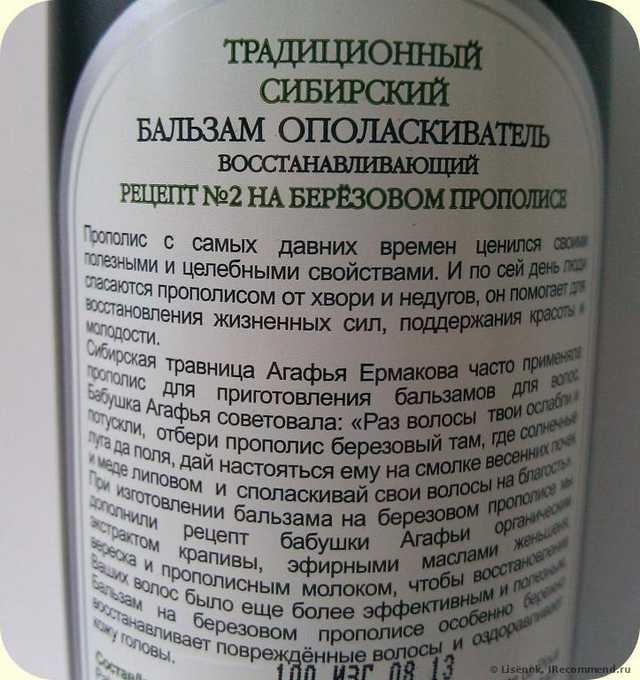 ТРАДИЦИОННЫЙ
СИБИРСКИЙ
БАЛЬЗАМ ОПОЛАСКИВАТЕЛЬ
ВОССТАНАВЛИВАЮЩИЙ
РЕЦЕПТ №2 НА БЕРЁЗОВОМ ПРОПОЛИСЕ
Прополис с самых давних времен ценился своими
полезными и целебными свойствами. И по сей день люди
спасаются прополисом от хвори и недугов, он помогает для
восстановления жизненных сил, поддержания красоты и
молодости.
Сибирская травница Агафья Ермакова часто применяла
прополис для приготовления бальзамов для волос.
Бабушка Агафья советовала: «Раз волосы твои ослабли и
потускли, отбери прополис березовый там, где солнечные
луга да поля, дай настояться ему на смолке весенних почек
и меде липовом и споласкивай свои волосы на благость».
При изготовлении бальзама на березовом прополисе мы
дополнили рецепт бабушки Агафьи органическим
экстрактом крапивы, эфирными маслами женьшеня,
вереска и прополисным молоком, чтобы восстановление
Ваших волос было еще более эффективным и полезным.
Бальзам на березовом прополисе особенно бережно
восстанавливает повреждённые волосы и оздоравливает
кожу головы.
100 ИЗГ 08 13
© Lisenok, iRecommend.ru